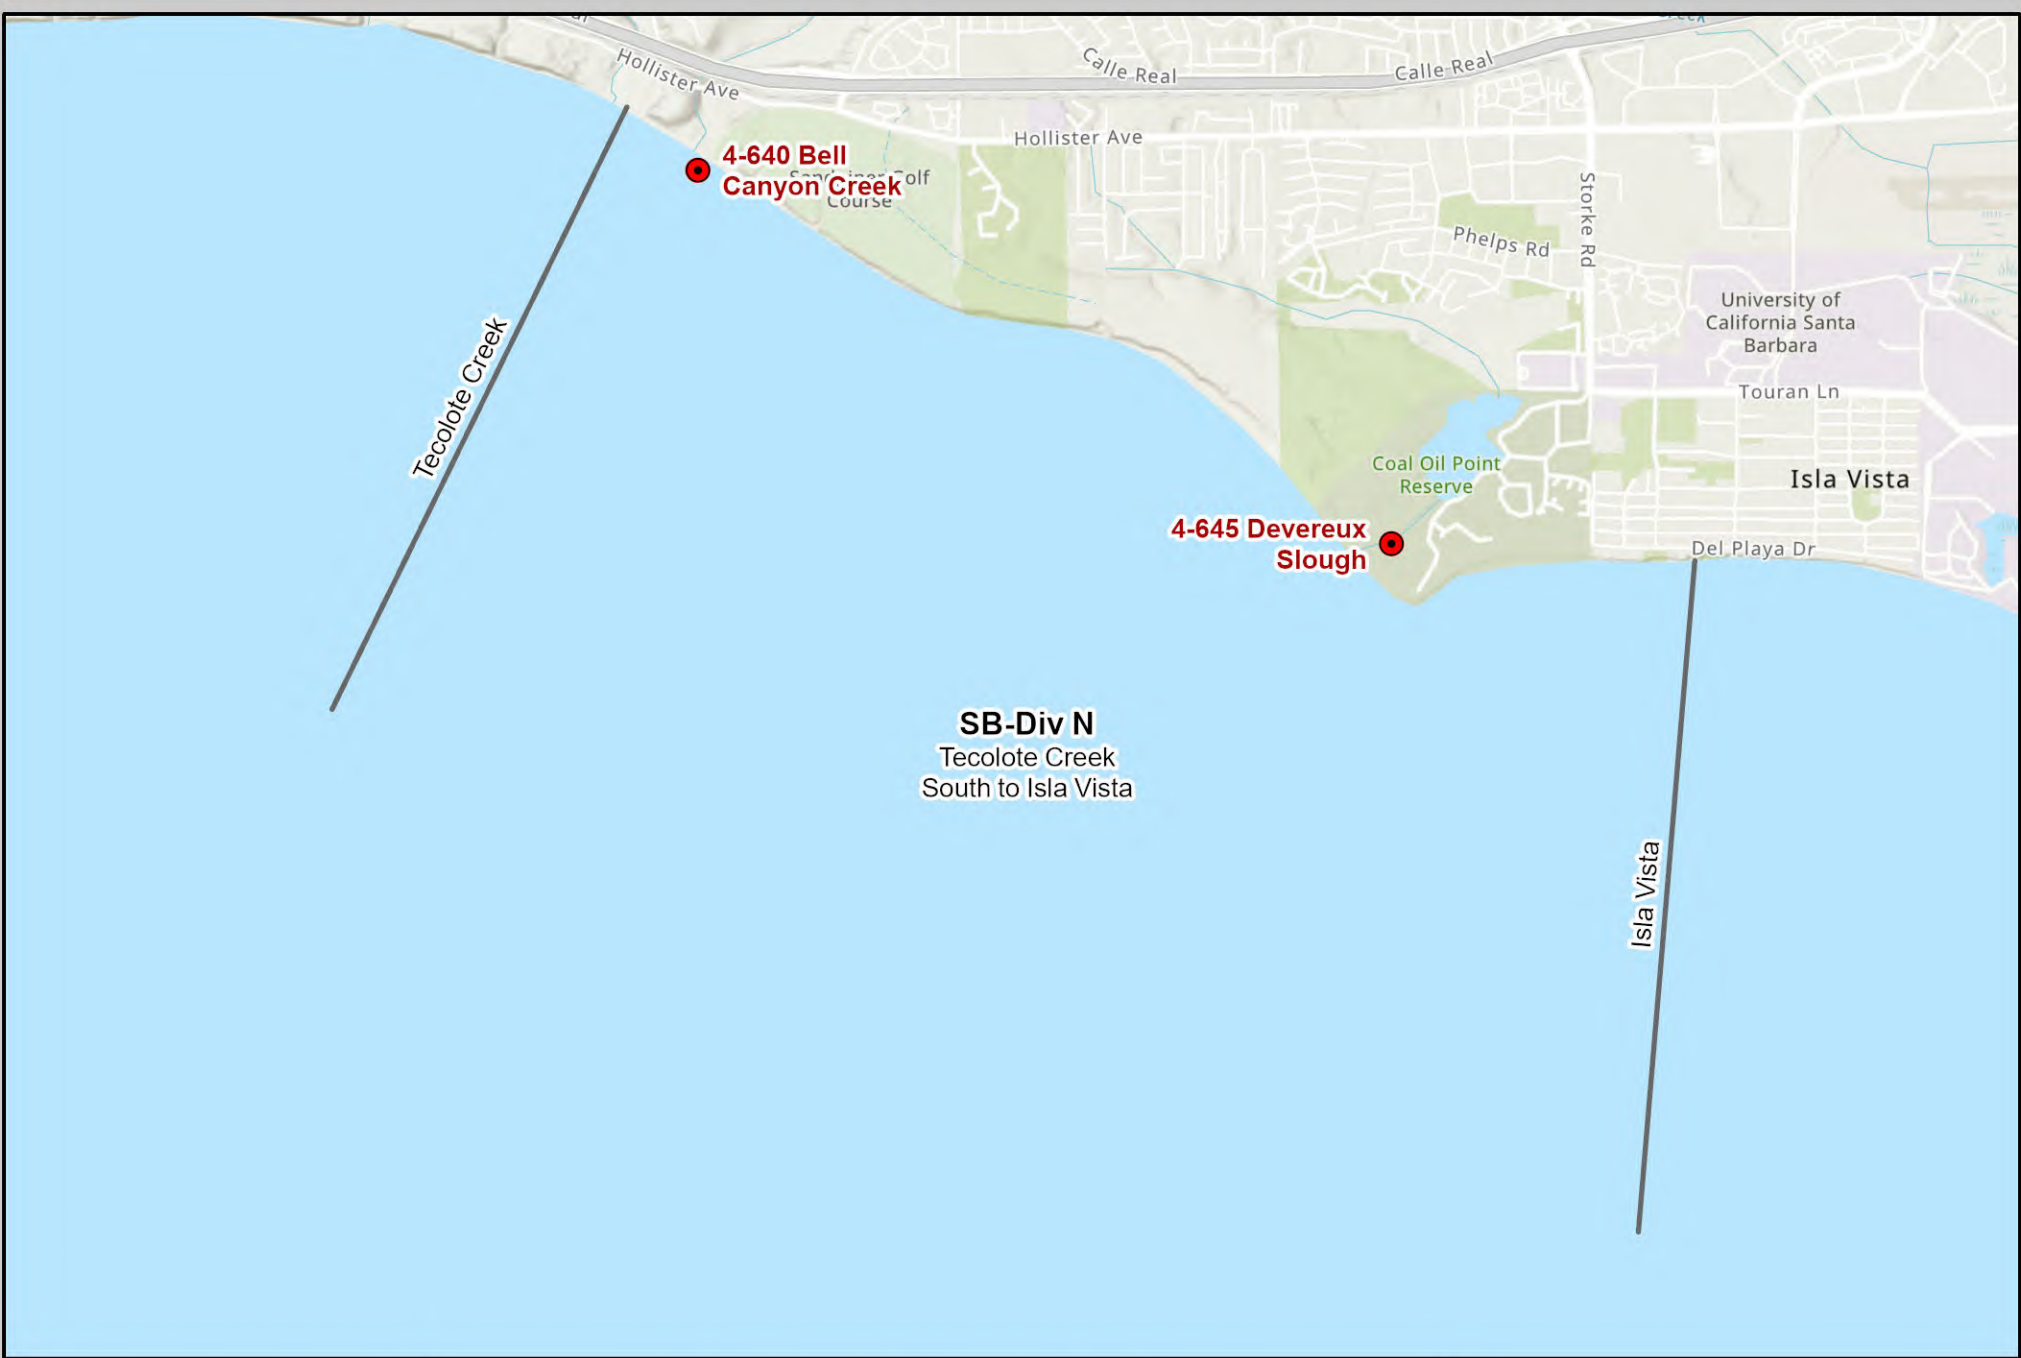 Creek
Calle Real
Calle Real
Hollister Ave
Hollister Ave
4-640 Bell
Canyon Creek
Course
Storke Rd
Phelps Rd
University of
California Santa
Barbara
Touran Ln
Tecolote Creek
Coal Oil Point
Reserve
Isla Vista
4-645 Devereux
Slough
Del Playa Dr
SB-Div N
Tecolote Creek
South to Isla Vista
Isla Vista